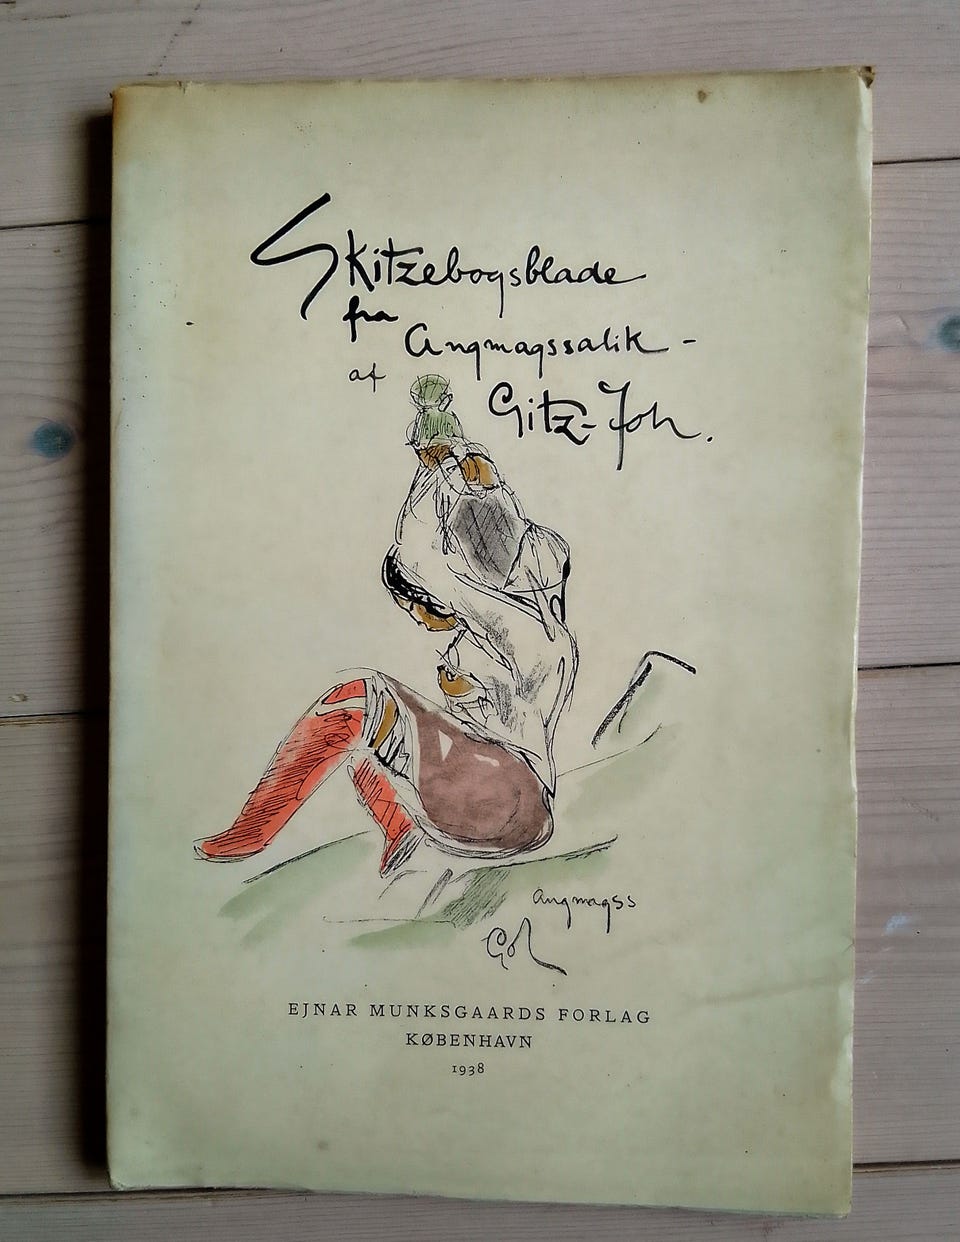 Skitzebogsblade
fra Angmagssalik -
af Gitz-Joh.
Angmagss
EJNAR MUNKSGAARDS FORLAG
KØBENHAVN
1938